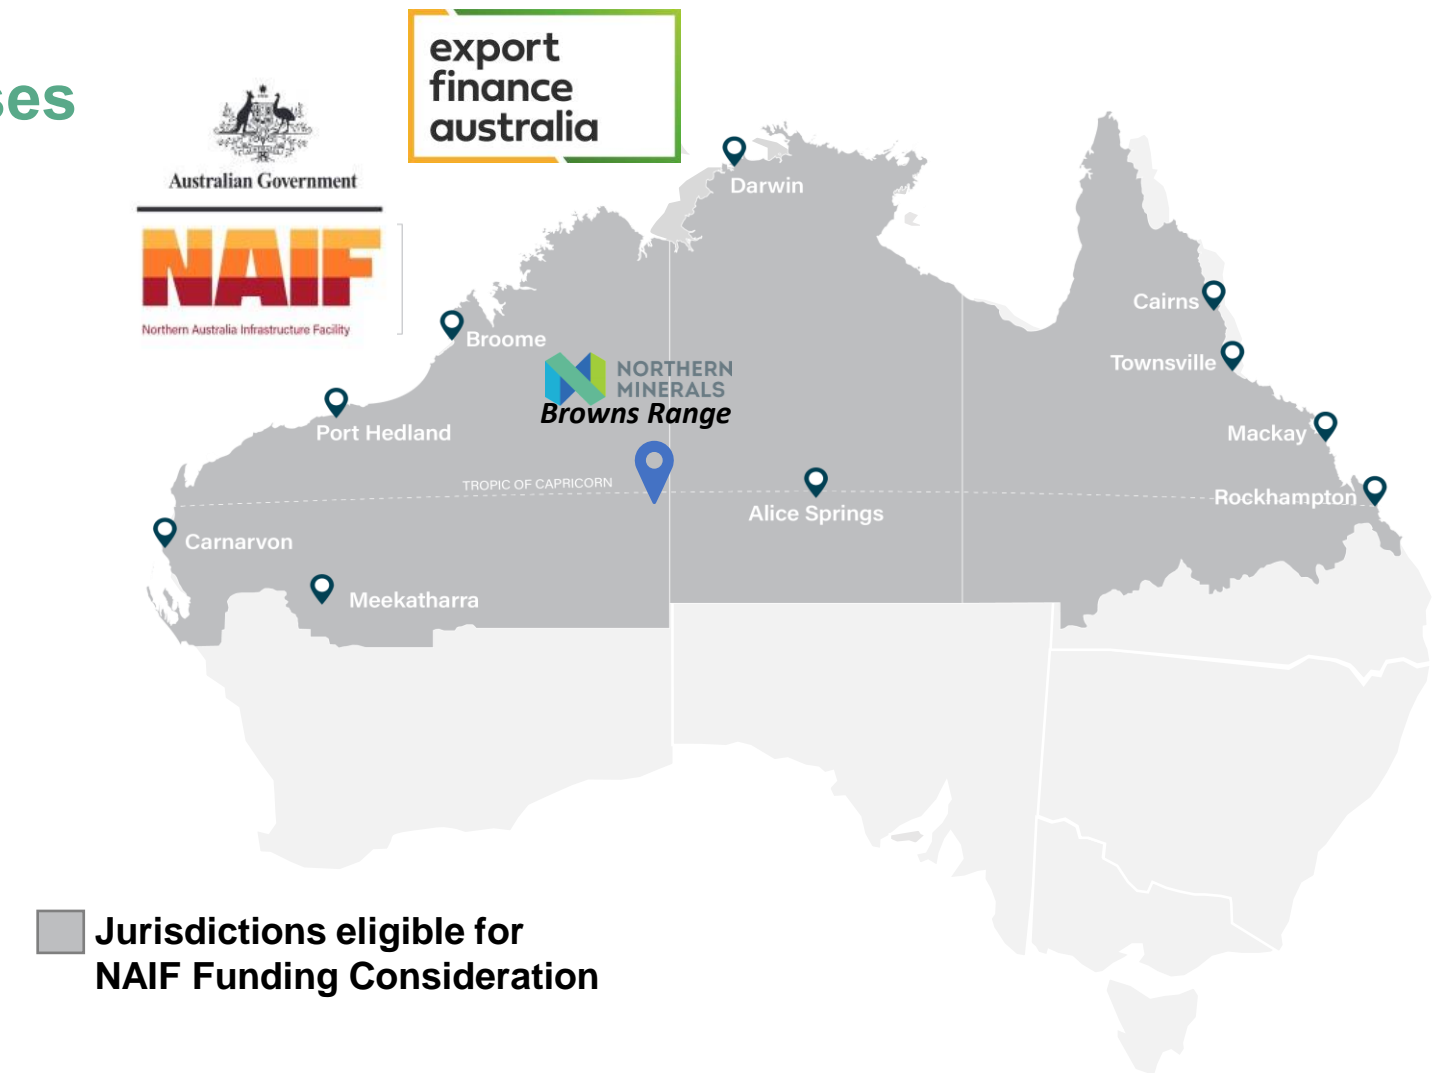 ses
export
finance
australia
Australian Government
NAIF
Northern Australia Infrastructure Facility
Darwin
Cairns
Broome
Townsville
NORTHERN
MINERALS
Browns Range
Port Hedland
Mackay
TROPIC OF CAPRICORN
Rockhampton
Alice Springs
Carnarvon
Meekatharra
Jurisdictions eligible for
NAIF Funding Consideration